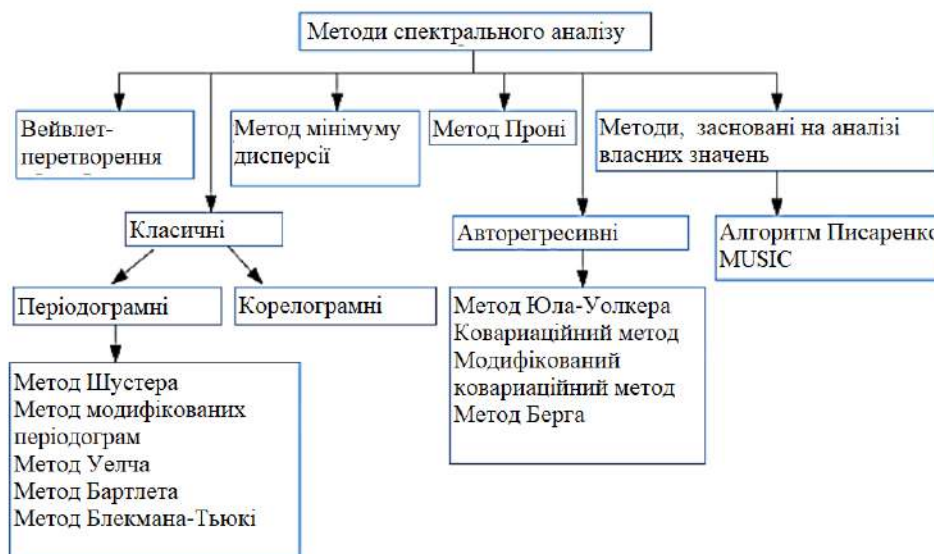 Методи спектрального аналізу
Вейвлет-
перетворення
Метод мінімуму
дисперсії
Метод Проні
Методи, засновані на аналізі
власних значень
Класичні
Авторегресивні
Алгоритм Писаренко
MUSIC
Періодограмні
Корелограмні
Метод Шустера
Метод модифікованих
періодограм
Метод Уелча
Метод Бартлета
Метод Блекмана-Тьюкі
Метод Юла-Уолкера
Ковариаційний метод
Модифікований
ковариаційний метод
Метод Берга